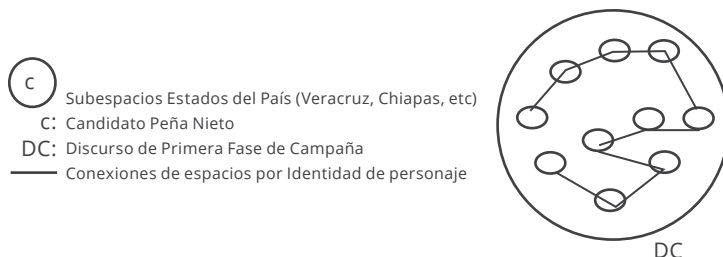 c
Subespacios Estados del País (Veracruz, Chiapas, etc)
c: Candidato Peña Nieto
DC: Discurso de Primera Fase de Campaña
Conexiones de espacios por Identidad de personaje
DC